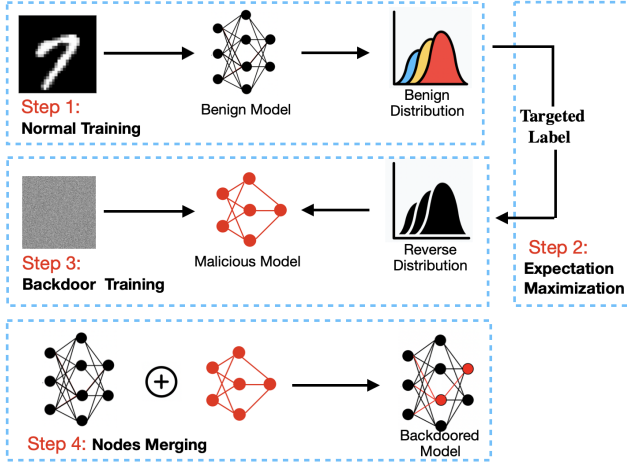 Benign Model
Benign
Distribution
Step 1:
Normal Training
Targeted
Label
Step 2:
Expectation
Maximization
Malicious Model
Reverse
Distribution
Step 3:
Backdoor Training
Step 4: Nodes Merging
Backdoored
Model